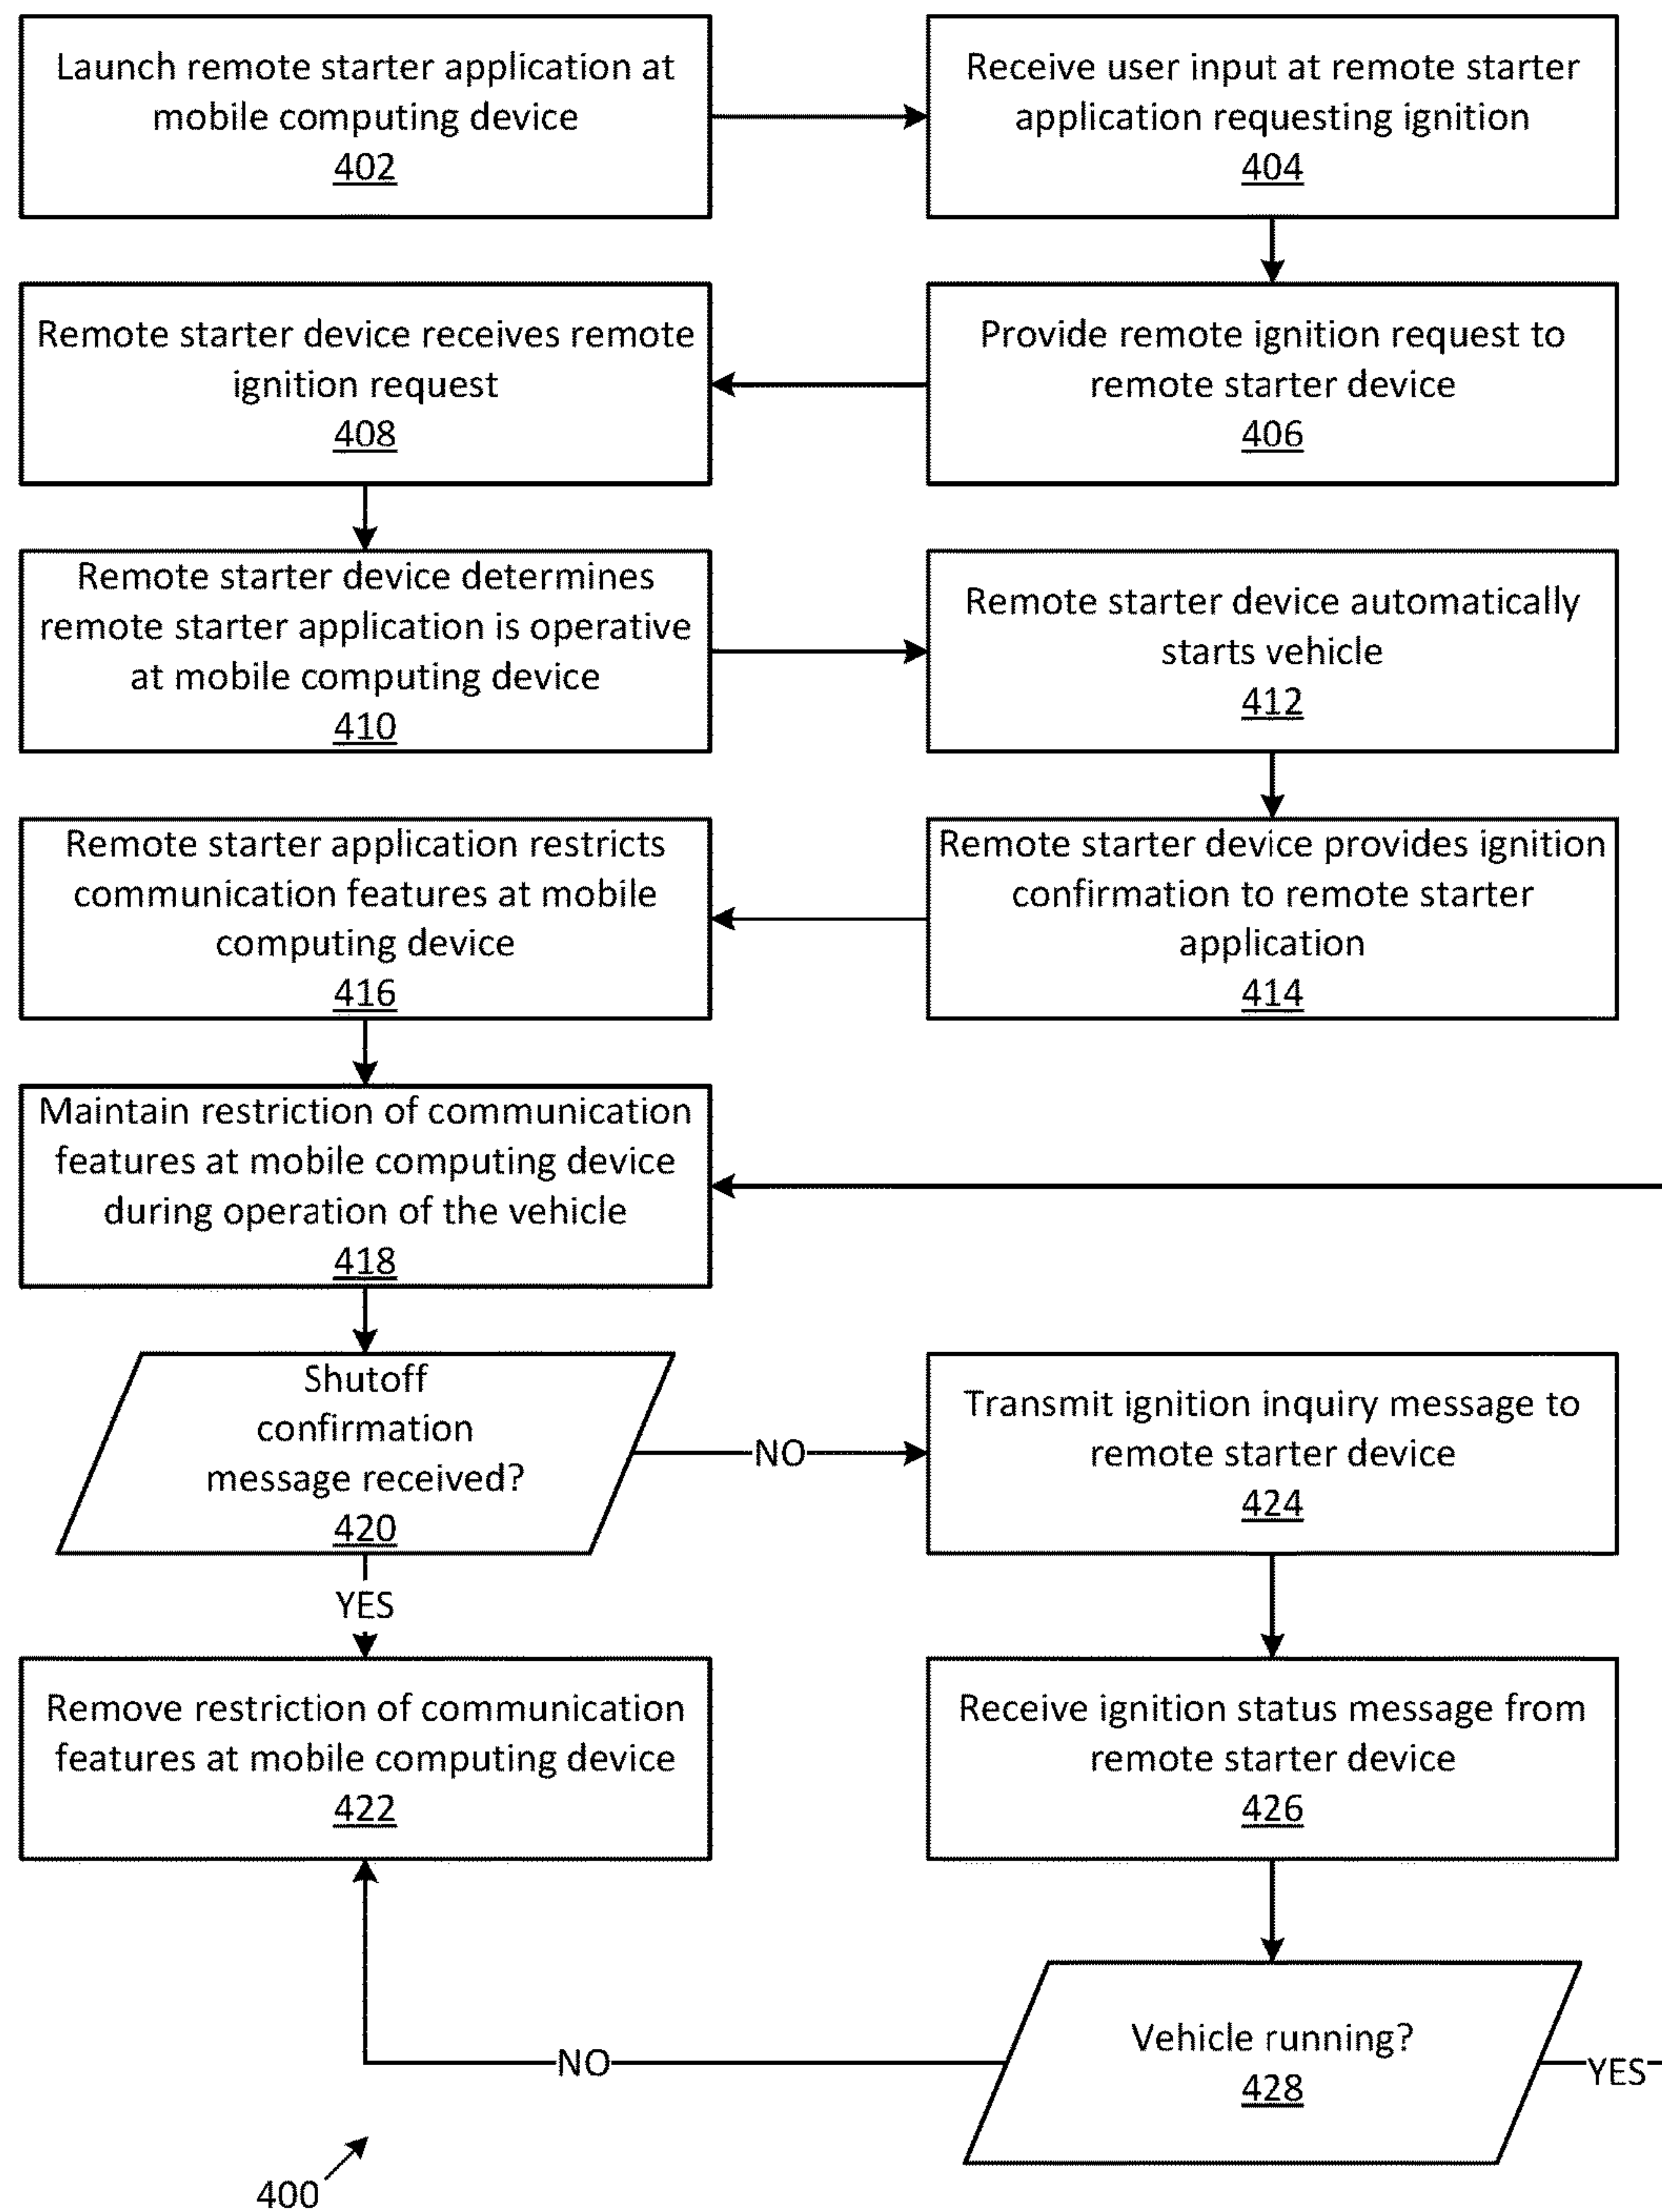 Launch remote starter application at
mobile computing device
402
Receive user input at remote starter
application requesting ignition
404
Provide remote ignition request to
remote starter device
406
Remote starter device receives remote
ignition request
408
Remote starter device determines
remote starter application is operative
at mobile computing device
410
Remote starter device automatically
starts vehicle
412
Remote starter device provides ignition
confirmation to remote starter
application
414
Remote starter application restricts
communication features at mobile
computing device
416
Maintain restriction of communication
features at mobile computing device
during operation of the vehicle
418
Shutoff
confirmation
message received?
420
NO
YES
Transmit ignition inquiry message to
remote starter device
424
Remove restriction of communication
features at mobile computing device
422
Receive ignition status message from
remote starter device
426
Vehicle running?
428
NO
YES
400